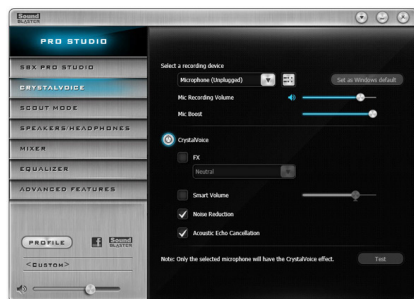 Sound
BLASTER
PRO STUDIO
SBX PRO STUDIO
CRYSTALVOICE
SCOUT MODE
SPEAKERS/HEADPHONES
MIXER
EQUALIZER
ADVANCED FEATURES
PROFILE
f
Sound
BLASTER
<CUSTOM>
Select a recording device
Microphone (Unplugged)
Set as Windows default
Mic Recording Volume
Mic Boost
CrystalVoice
FX
Neutral
Smart Volume
Noise Reduction
Acoustic Echo Cancellation
Note: Only the selected microphone will have the CrystalVoice effect.
Test